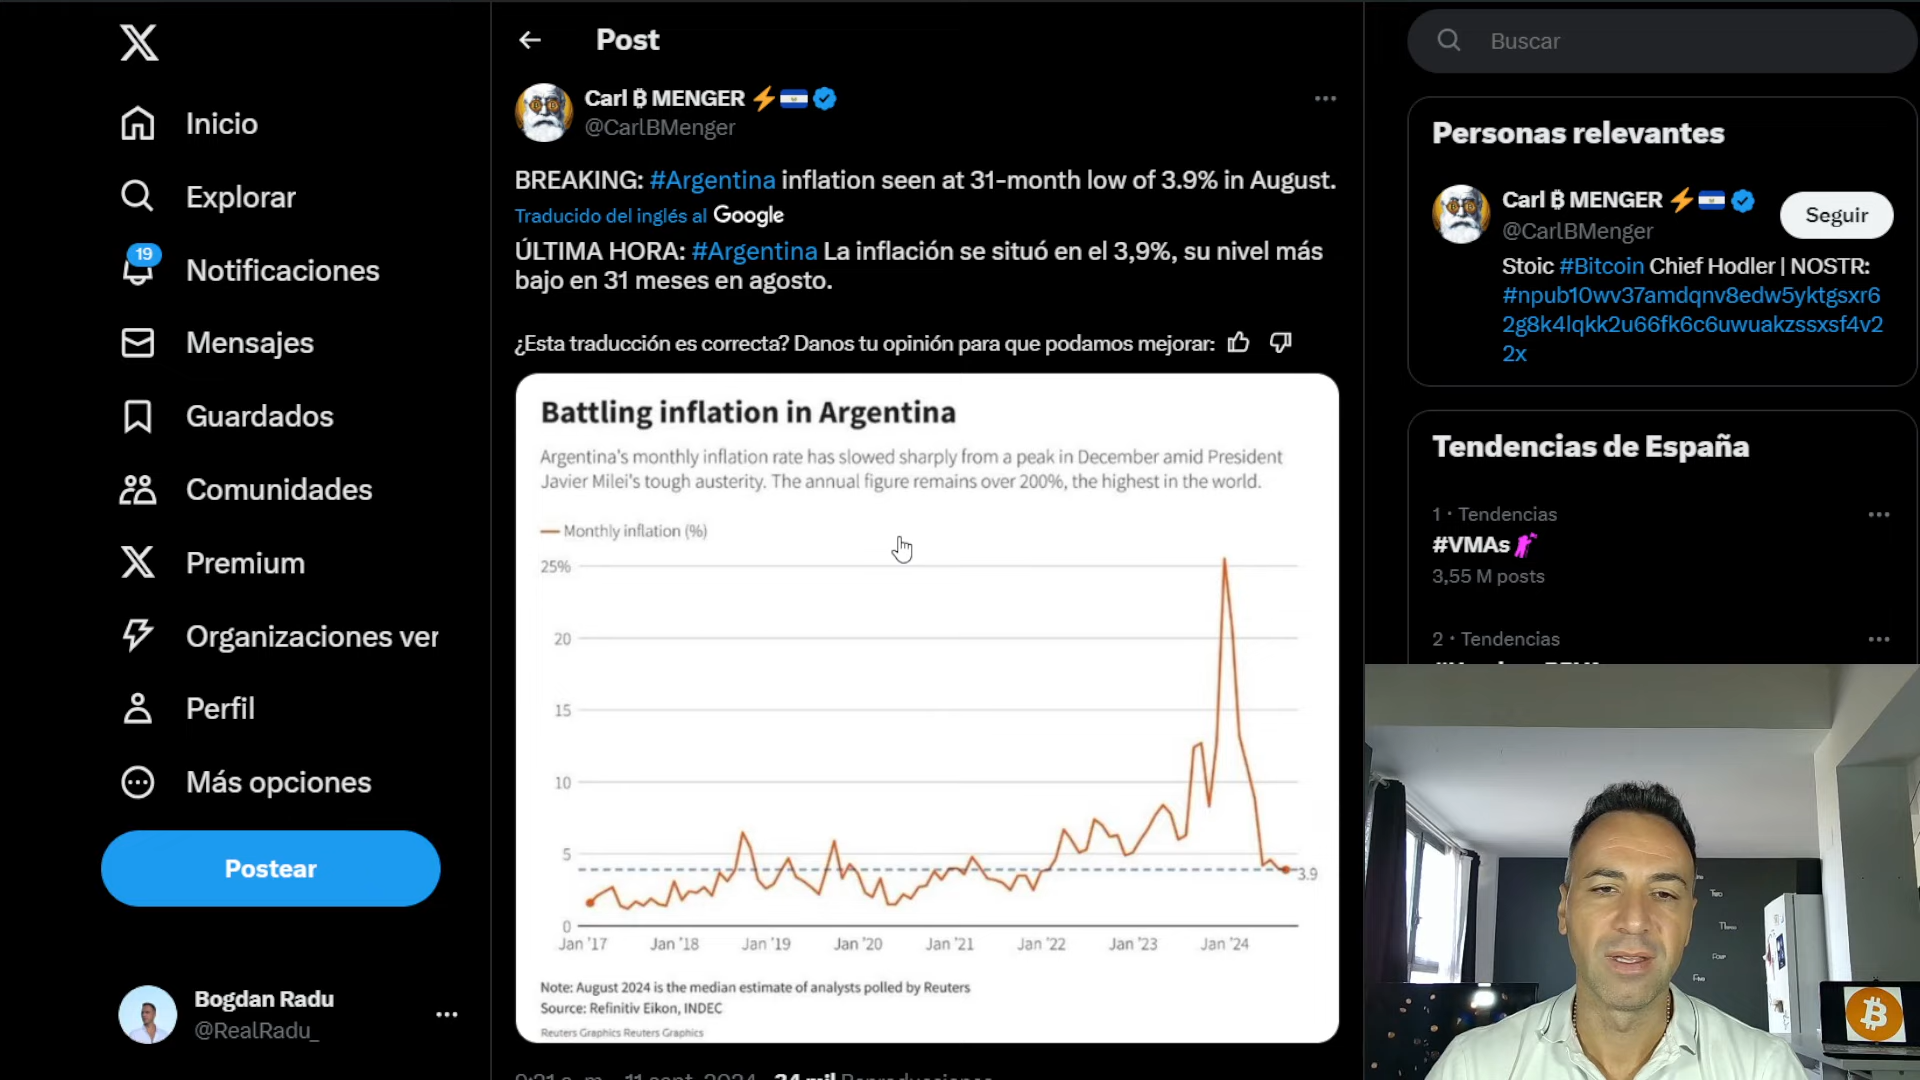 Inicio
Explorar
19
Notificaciones
Mensajes
Guardados
Comunidades
Premium
Organizaciones ver
Perfil
Más opciones
Postear
Bogdan Radu
@RealRadu_
Post
Carl ₿ MENGER
@CarlBMenger
BREAKING: #Argentina inflation seen at 31-month low of 3.9% in August.
Traducido del inglés al Google
ÚLTIMA HORA: #Argentina La inflación se situó en el 3,9%, su nivel más
bajo en 31 meses en agosto.
¿Esta traducción es correcta? Danos tu opinión para que podamos mejorar:
Battling inflation in Argentina
Argentina's monthly inflation rate has slowed sharply from a peak in December amid President
Javier Milei's tough austerity. The annual figure remains over 200%, the highest in the world.
Monthly inflation (%)
25%
20
15
10
5
0
3.9
Jan '17 Jan '18 Jan '19 Jan '20 Jan '21 Jan '22 Jan '23 Jan '24
Note: August 2024 is the median estimate of analysts polled by Reuters
Source: Refinitiv Eikon, INDEC
Reuters Graphics Reuters Graphics
Buscar
Personas relevantes
Carl ₿ MENGER
@CarlBMenger
Seguir
Stoic #Bitcoin Chief Hodler | NOSTR:
#npub10wv37amdqnv8edw5yktgsxr6
2g8k4lqkk2u66fk6c6uwuakzssxsf4v2
2x
Tendencias de España
1 · Tendencias
#VMAs
3,55 M posts
2 · Tendencias